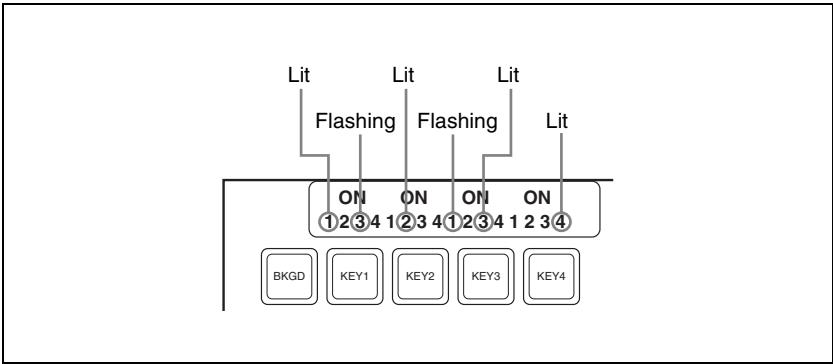 Lit Lit Lit
Flashing Flashing Lit
ON ON ON ON
1 2 3 4 1 2 3 4 1 2 3 4 1 2 3 4
BKGD KEY1 KEY2 KEY3 KEY4